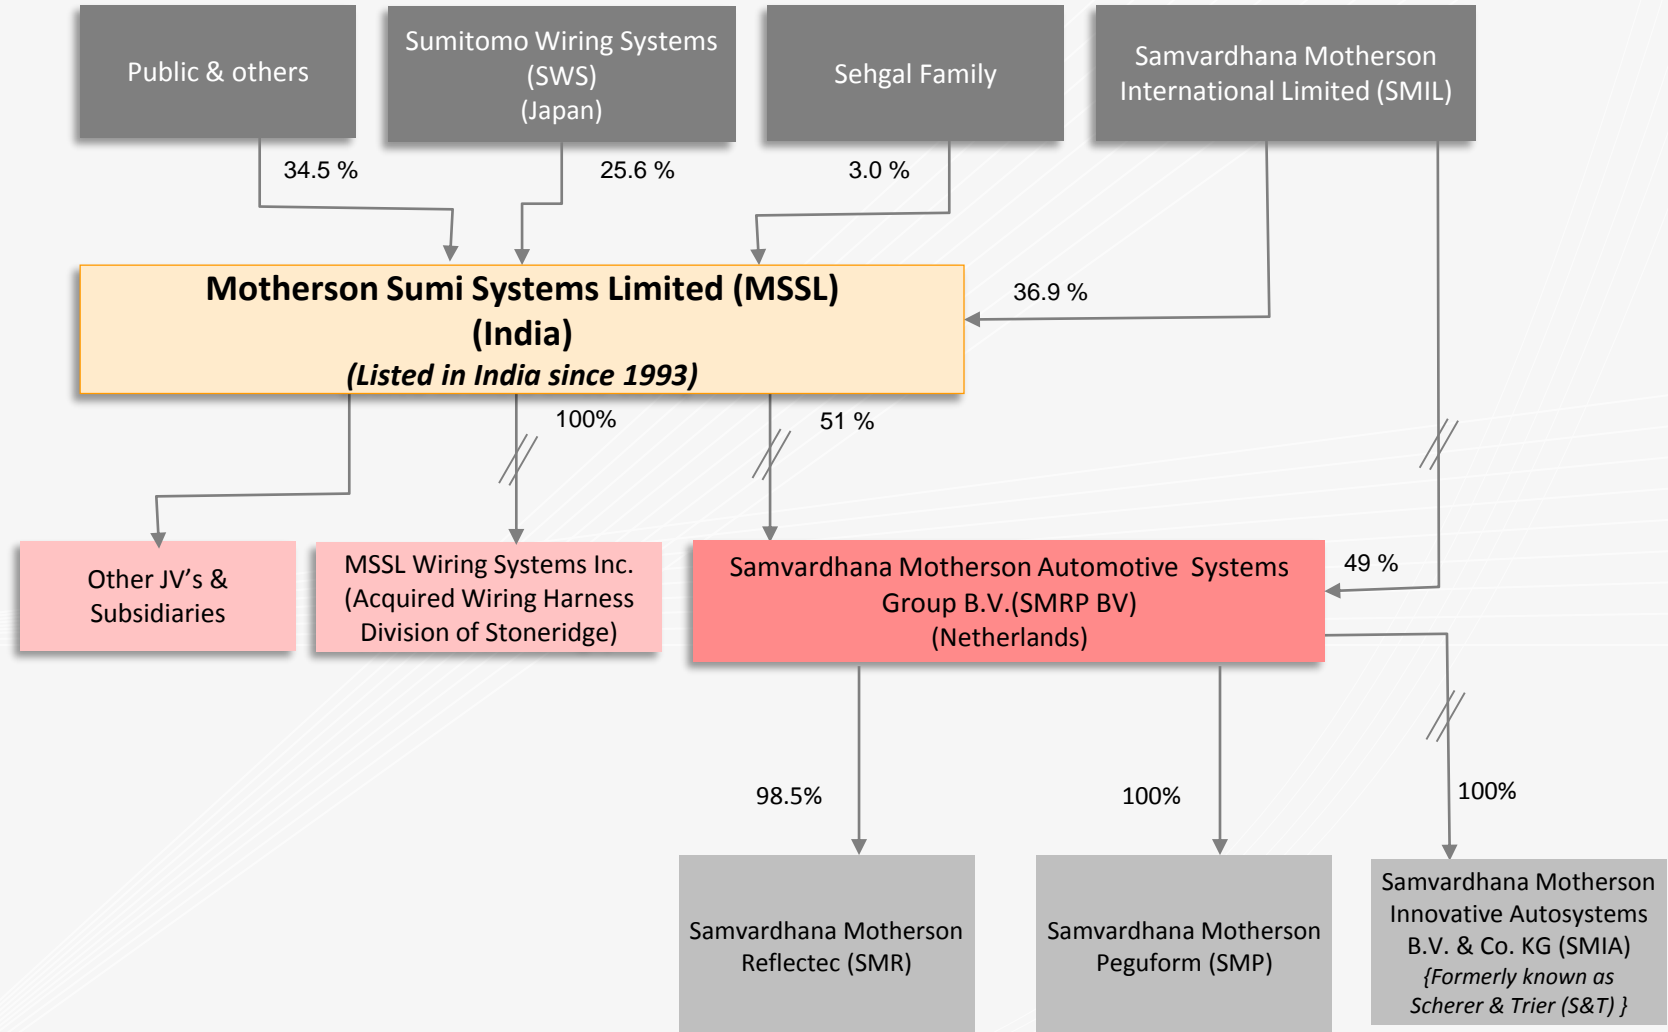 Public & others
Sumitomo Wiring Systems
(SWS)
(Japan)
Sehgal Family
Samvardhana Motherson
International Limited (SMIL)
34.5 %
25.6 %
3.0 %
Motherson Sumi Systems Limited (MSSL)
(India)
(Listed in India since 1993)
36.9 %
100%
51 %
Other JV's &
Subsidiaries
MSSL Wiring Systems Inc.
(Acquired Wiring Harness
Division of Stoneridge)
Samvardhana Motherson Automotive Systems
Group B.V.(SMRP BV)
(Netherlands)
49 %
98.5%
100%
100%
Samvardhana Motherson
Reflectec (SMR)
Samvardhana Motherson
Peguform (SMP)
Samvardhana Motherson
Innovative Autosystems
B.V. & Co. KG (SMIA)
{Formerly known as
Scherer & Trier (S&T) }